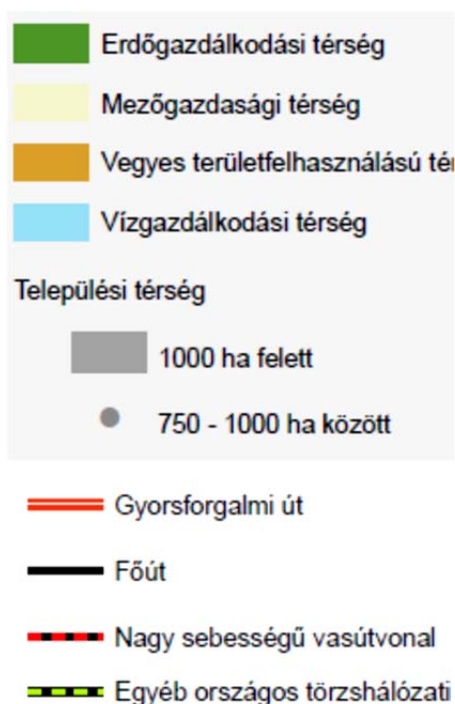 Erdőgazdálkodási térség
Mezőgazdasági térség
Vegyes területfelhasználású tér
Vízgazdálkodási térség
Települési térség
1000 ha felett
750 - 1000 ha között
Gyorsforgalmi út
Főút
Nagy sebességű vasútvonal
Egyéb országos törzshálózati